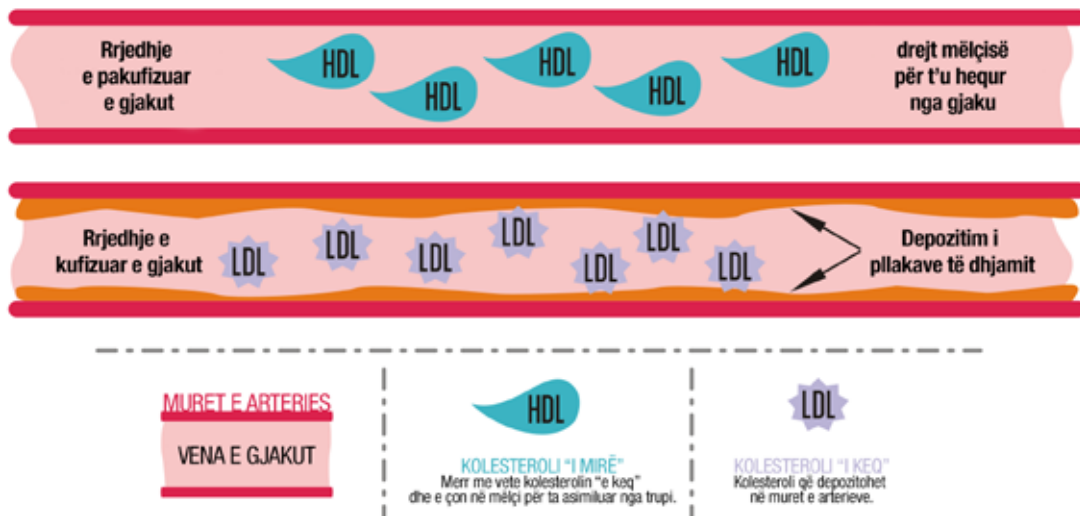 Rrjedhje
e pakufizuar
e gjakut
HDL
HDL
HDL
HDL
HDL
drejt mëlçisë
për t'u hequr
nga gjaku
Rrjedhje e
kufizuar e gjakut
LDL
LDL
LDL
LDL
LDL
LDL
LDL
Depozitim i
pllakave të dhjamit
MURET E ARTERIES
VENA E GJAKUT
HDL
KOLESTEROLI "I MIRË"
Merr me vete kolesterolin "e keq"
dhe e çon në mëlçi për ta asimiluar nga trupi.
LDL
KOLESTEROLI "I KEQ"
Kolesteroli që depozitohet
në muret e arterieve.